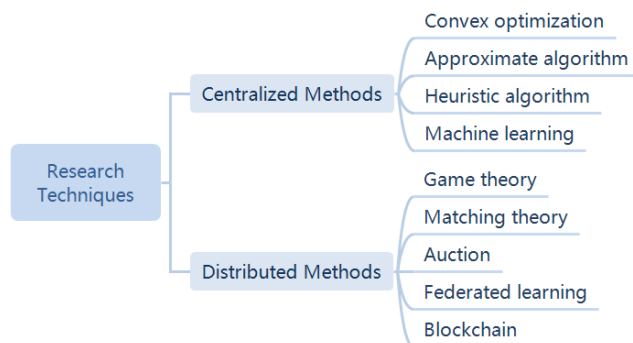 Research
Techniques
Centralized Methods
Convex optimization
Approximate algorithm
Heuristic algorithm
Machine learning
Distributed Methods
Game theory
Matching theory
Auction
Federated learning
Blockchain